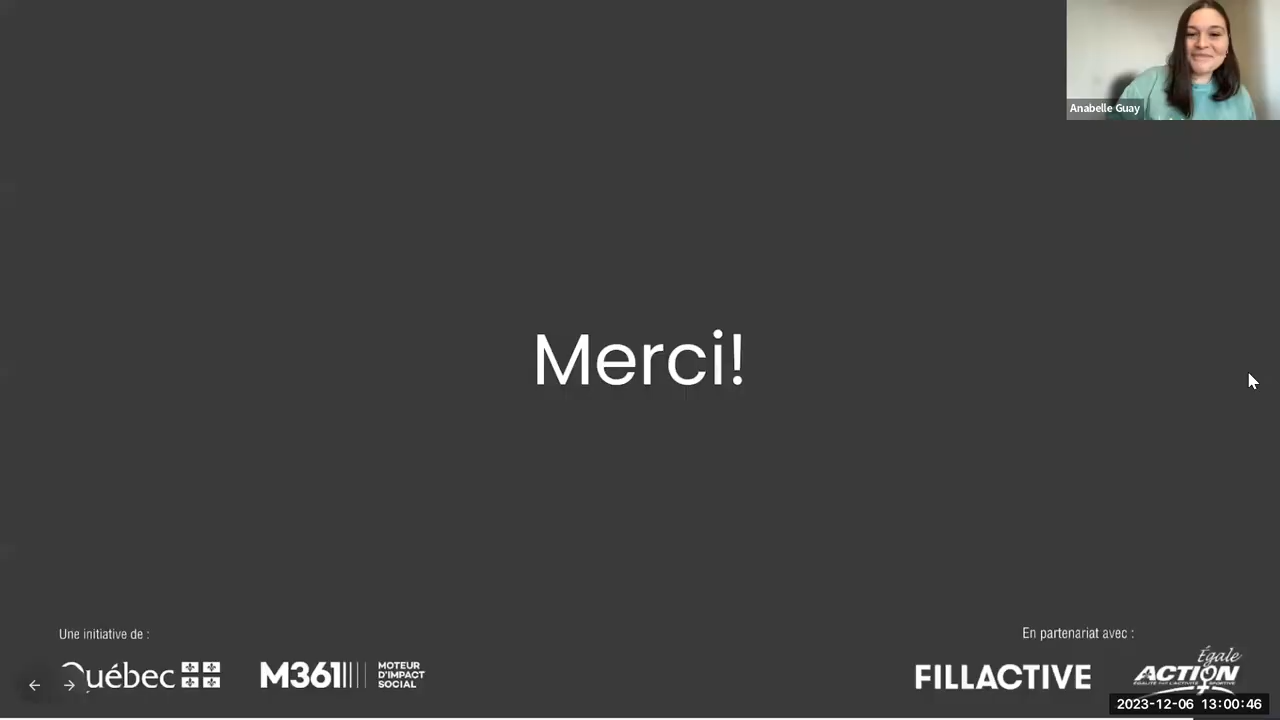 Anabelle Guay
Merci!
Une initiative de :
En partenariat avec :
Québec
M361
MOTEUR
D'IMPACT
SOCIAL
FILLACTIVE
Égale
ACTION
2023-12-06 13:00:46